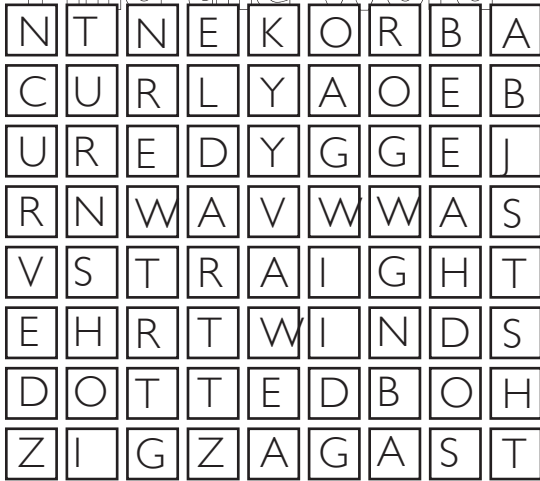 N T N E K O R B A
C U R L Y A O E B
U R E D Y G G E J
R N W A V W W A S
V S T R A I G H T
E H R T W I N D S
D O T T E D B O H
Z I G Z A G A S T